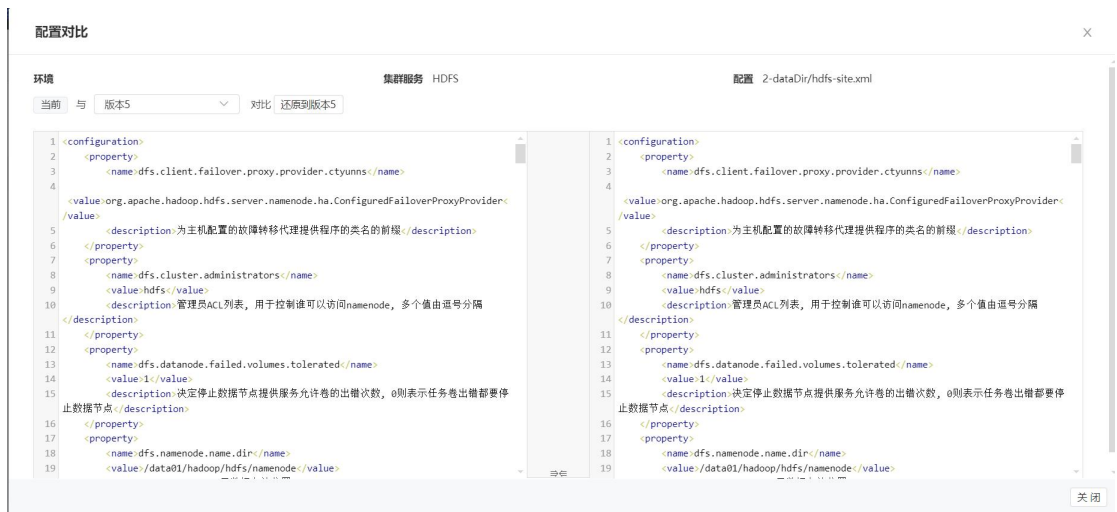 配置对比
X
环境
集群服务 HDFS
配置 2-dataDir/hdfs-site.xml
当前 与 版本5 对比 还原到版本5
1 <configuration>
2 <property>
3 <name>dfs.client.failover.proxy.provider.ctyunns</name>
4
<value>org.apache.hadoop.hdfs.server.namenode.ha.ConfiguredFailoverProxyProvider<
/value>
5 <description>为主机配置的故障转移代理提供程序的类名的前缀</description>
6 </property>
7 <property>
8 <name>dfs.cluster.administrators</name>
9 <value>hdfs</value>
10 <description>管理员ACL列表, 用于控制谁可以访问namenode, 多个值由逗号分隔
</description>
11 </property>
12 <property>
13 <name>dfs.datanode.failed.volumes.tolerated</name>
14 <value>1</value>
15 <description>决定停止数据节点提供服务允许卷的出错次数, 0则表示任务卷出错都要停
止数据节点</description>
16 </property>
17 <property>
18 <name>dfs.namenode.name.dir</name>
19 <value>/data01/hadoop/hdfs/namenode</value>
1 <configuration>
2 <property>
3 <name>dfs.client.failover.proxy.provider.ctyunns</name>
4
<value>org.apache.hadoop.hdfs.server.namenode.ha.ConfiguredFailoverProxyProvider<
/value>
5 <description>为主机配置的故障转移代理提供程序的类名的前缀</description>
6 </property>
7 <property>
8 <name>dfs.cluster.administrators</name>
9 <value>hdfs</value>
10 <description>管理员ACL列表, 用于控制谁可以访问namenode, 多个值由逗号分隔
</description>
11 </property>
12 <property>
13 <name>dfs.datanode.failed.volumes.tolerated</name>
14 <value>1</value>
15 <description>决定停止数据节点提供服务允许卷的出错次数, 0则表示任务卷出错都要停
止数据节点</description>
16 </property>
17 <property>
18 <name>dfs.namenode.name.dir</name>
19 <value>/data01/hadoop/hdfs/namenode</value>
关闭